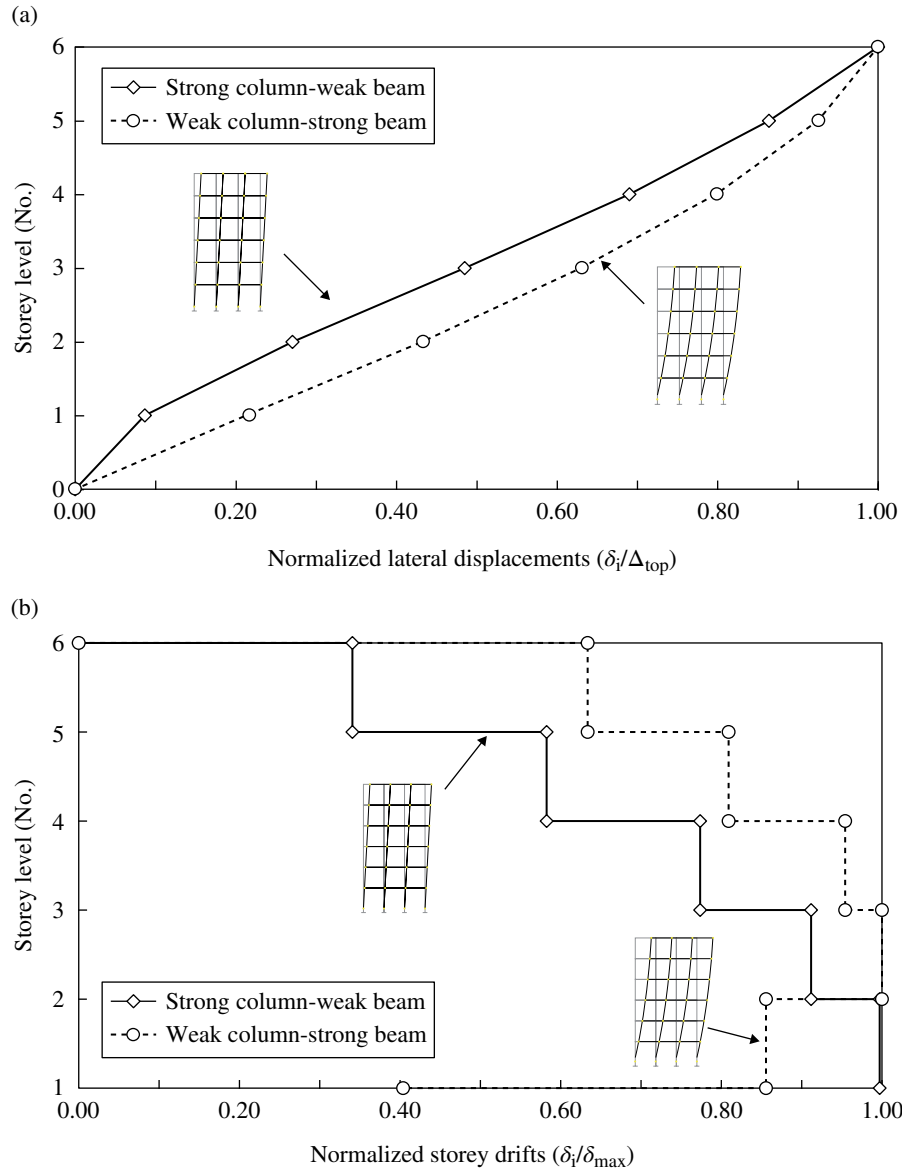 (a)
6
5
4
3
2
1
0
Storey level (No.)
Strong column-weak beam
Weak column-strong beam
0.00 0.20 0.40 0.60 0.80 1.00
Normalized lateral displacements (δi/Δtop)
(b)
6
5
4
3
2
1
Storey level (No.)
Strong column-weak beam
Weak column-strong beam
0.00 0.20 0.40 0.60 0.80 1.00
Normalized storey drifts (δi/δmax)